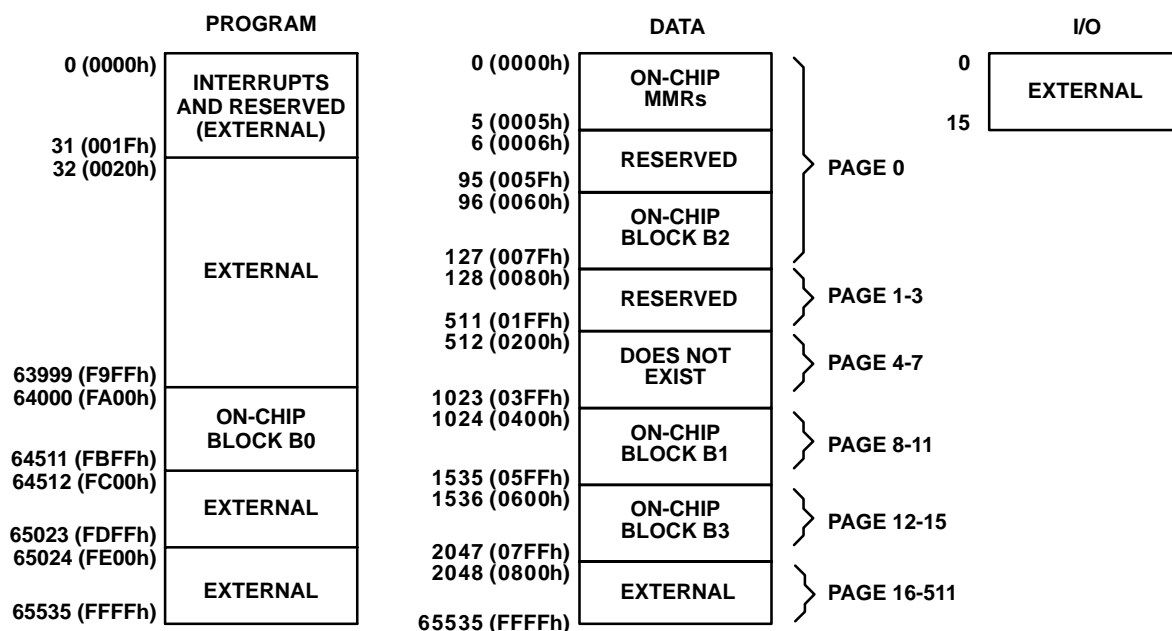 PROGRAM
0 (0000h)
INTERRUPTS
AND RESERVED
(EXTERNAL)
31 (001Fh)
32 (0020h)
EXTERNAL
63999 (F9FFh)
64000 (FA00h)
ON-CHIP
BLOCK B0
64511 (FBFFh)
64512 (FC00h)
EXTERNAL
65023 (FDFFh)
65024 (FE00h)
EXTERNAL
65535 (FFFFh)
DATA
0 (0000h)
ON-CHIP
MMRs
5 (0005h)
6 (0006h)
RESERVED
95 (005Fh)
96 (0060h)
ON-CHIP
BLOCK B2
127 (007Fh)
128 (0080h)
RESERVED
511 (01FFh)
512 (0200h)
DOES NOT
EXIST
1023 (03FFh)
1024 (0400h)
ON-CHIP
BLOCK B1
1535 (05FFh)
1536 (0600h)
ON-CHIP
BLOCK B3
2047 (07FFh)
2048 (0800h)
EXTERNAL
65535 (FFFFh)
PAGE 0
PAGE 1-3
PAGE 4-7
PAGE 8-11
PAGE 12-15
PAGE 16-511
I/O
0
EXTERNAL
15